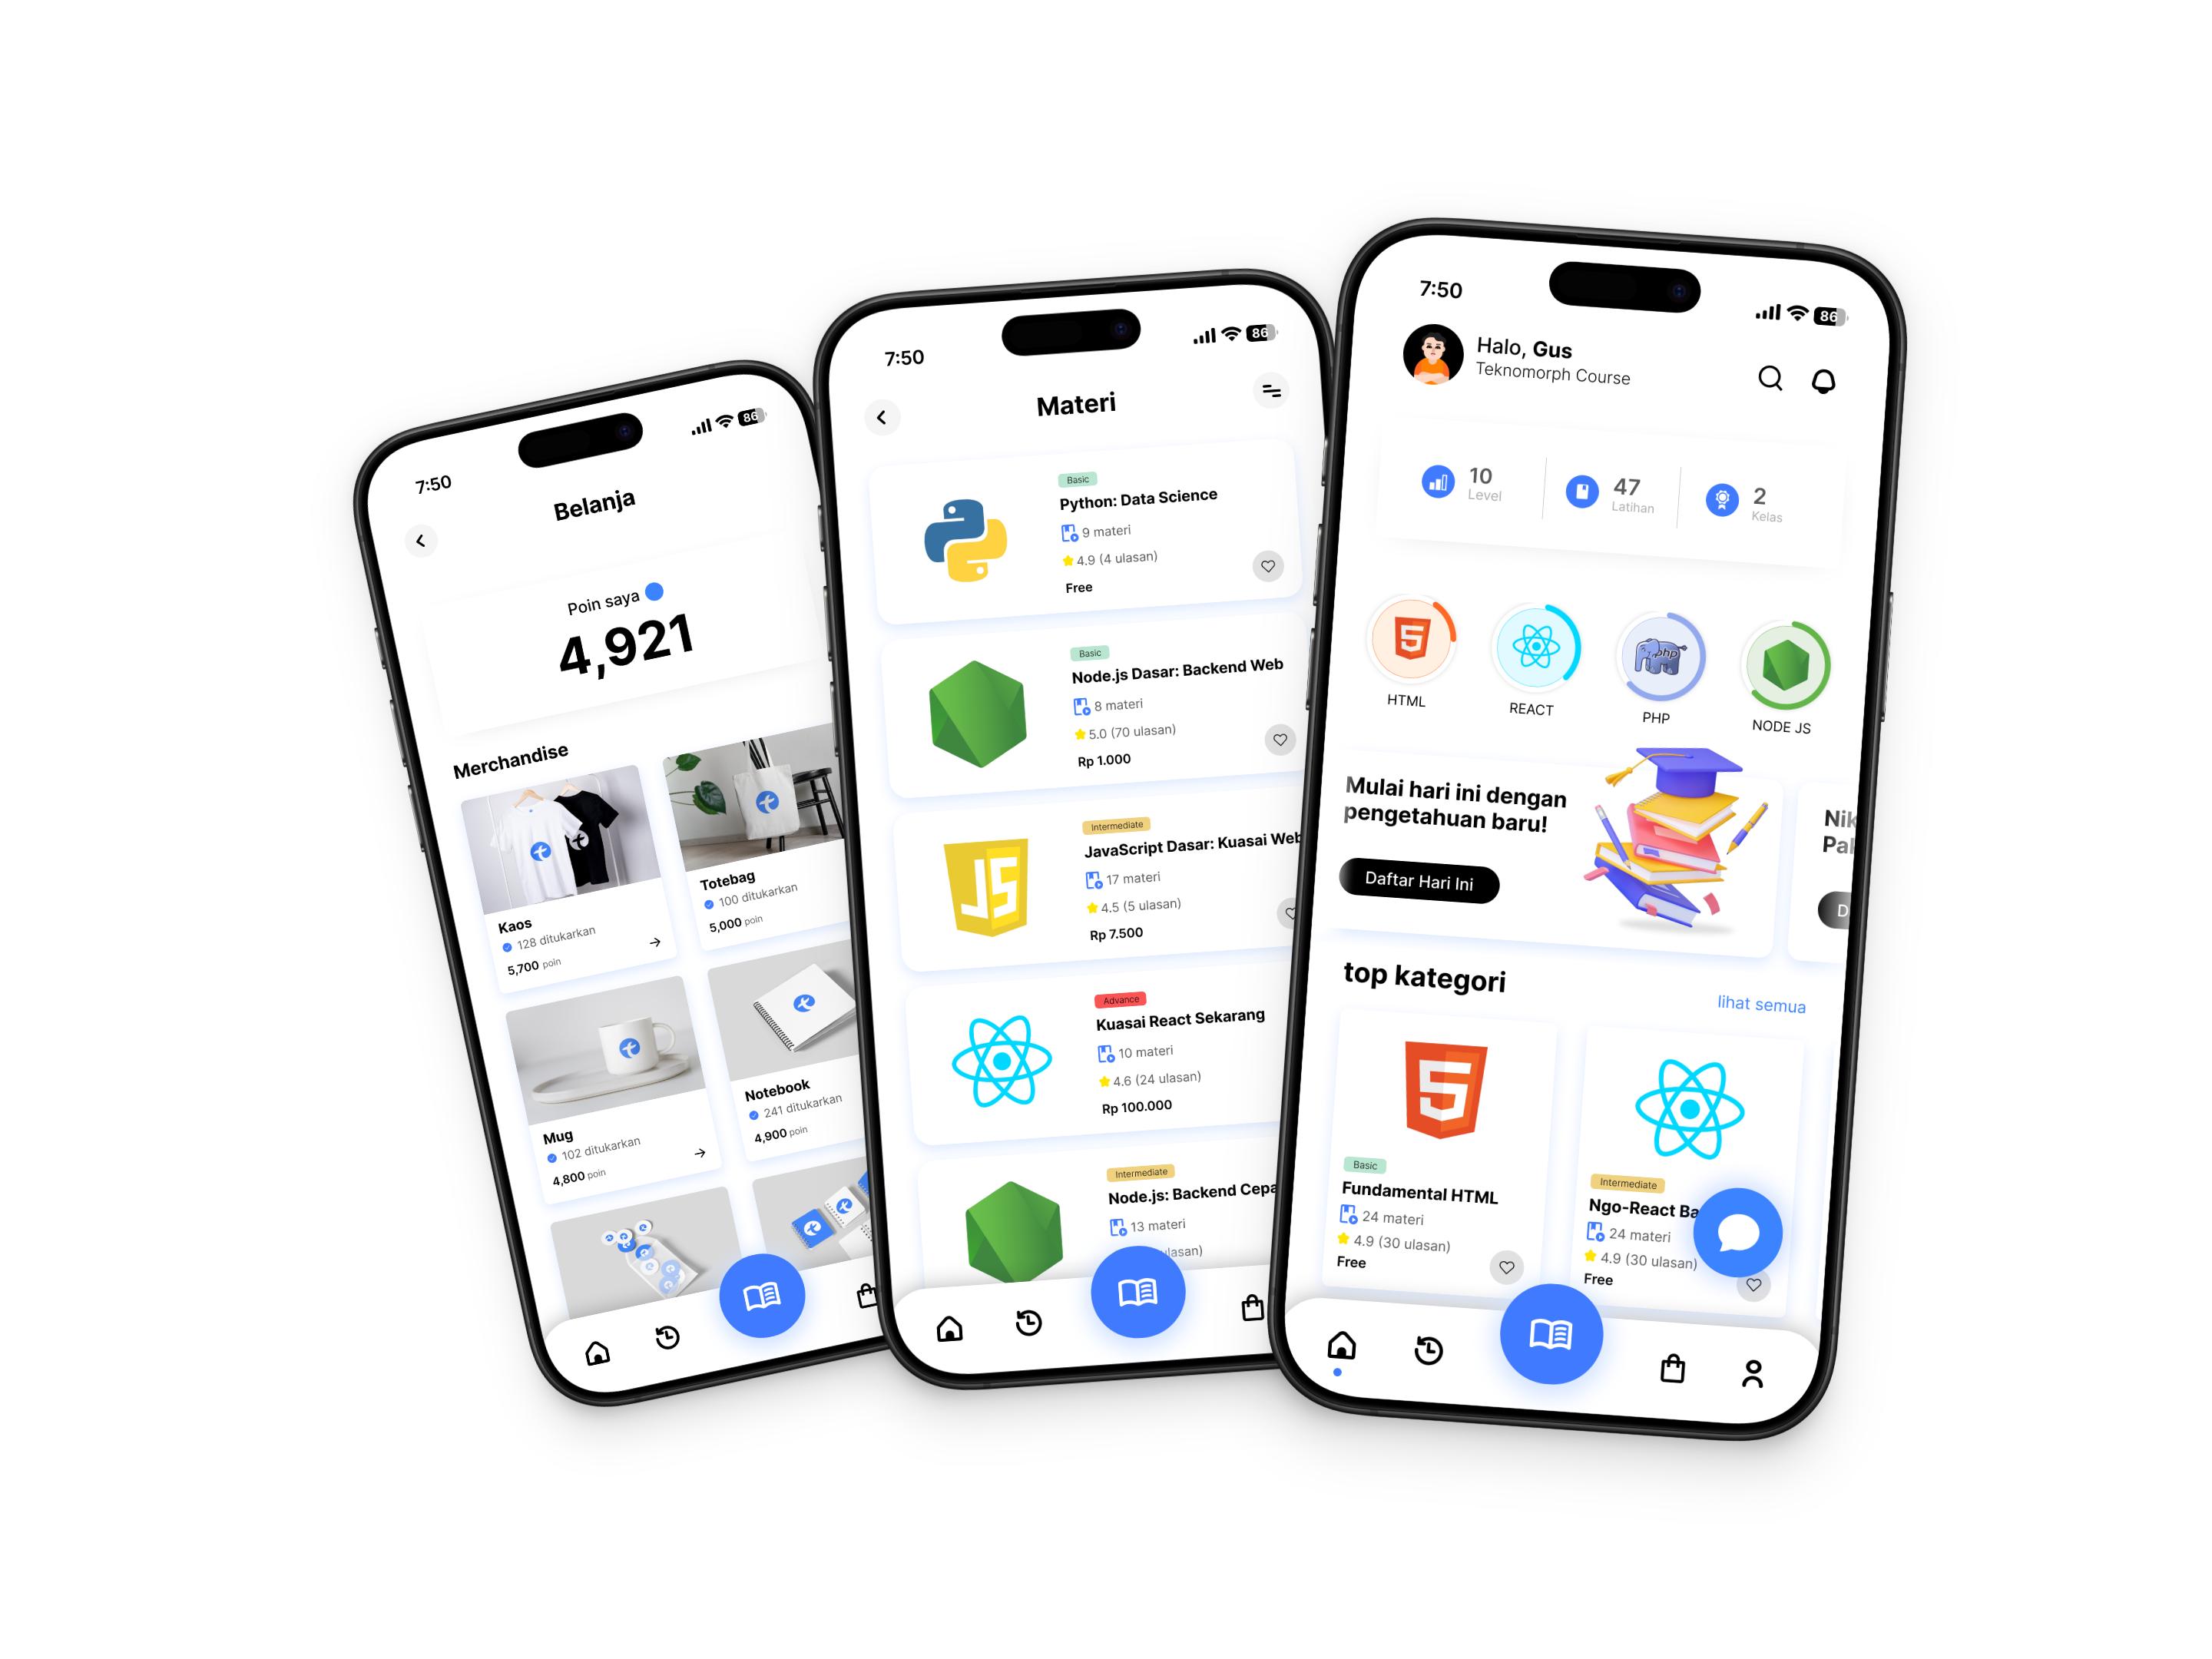 7:50
86
Belanja
Poin saya
4,921
Merchandise
Kaos
128 ditukarkan
5,700 poin
Totebag
100 ditukarkan
5,000 poin
Mug
102 ditukarkan
4,800 poin
Notebook
241 ditukarkan
4,900 poin
7:50
86
Materi
Basic
Python: Data Science
9 materi
4.9 (4 ulasan)
Free
Basic
Node.js Dasar: Backend Web
8 materi
5.0 (70 ulasan)
Rp 1.000
Intermediate
JavaScript Dasar: Kuasai Web
17 materi
4.5 (5 ulasan)
Rp 7.500
JS
Advance
Kuasai React Sekarang
10 materi
4.6 (24 ulasan)
Rp 100.000
Intermediate
Node.js: Backend Cepa
13 materi
ulasan)
7:50
86
Halo, Gus
Teknomorph Course
10
Level
47
Latihan
2
Kelas
5
php
HTML
REACT
PHP
NODE JS
Mulai hari ini dengan
pengetahuan baru!
Daftar Hari Ini
Nik
Pa
D
top kategori
lihat semua
5
Basic
Fundamental HTML
24 materi
4.9 (30 ulasan)
Free
Intermediate
Ngo-React Ba
24 materi
4.9 (30 ulasan)
Free